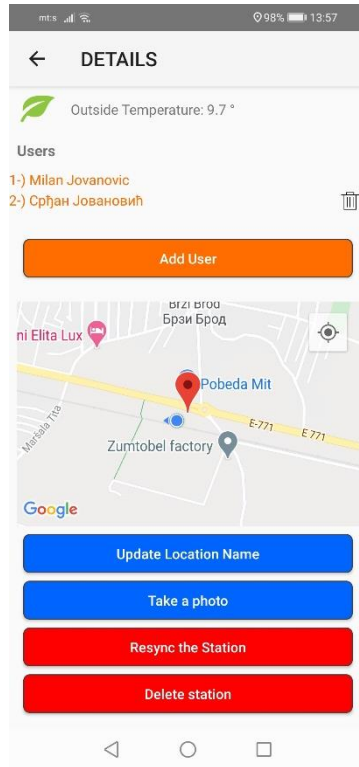 mt:s 98% 13:57
DETAILS
Outside Temperature: 9.7 °
Users
1-) Milan Jovanovic
2-) Срђан Јовановић
Add User
Brzi Brod
Брзи Брод
ni Elita Lux
Pobeda Mit
Maršala Tita
E-771
E 771
Zumtobel factory
Google
Update Location Name
Take a photo
Resync the Station
Delete station